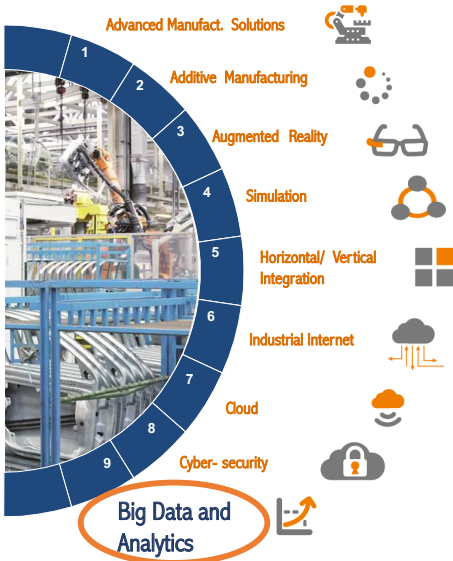 Advanced Manufact. Solutions
1
Additive Manufacturing
2
Augmented Reality
3
Simulation
4
Horizontal/ Vertical
Integration
5
Industrial Internet
6
Cloud
7
Cyber- security
8
Big Data and
Analytics
9